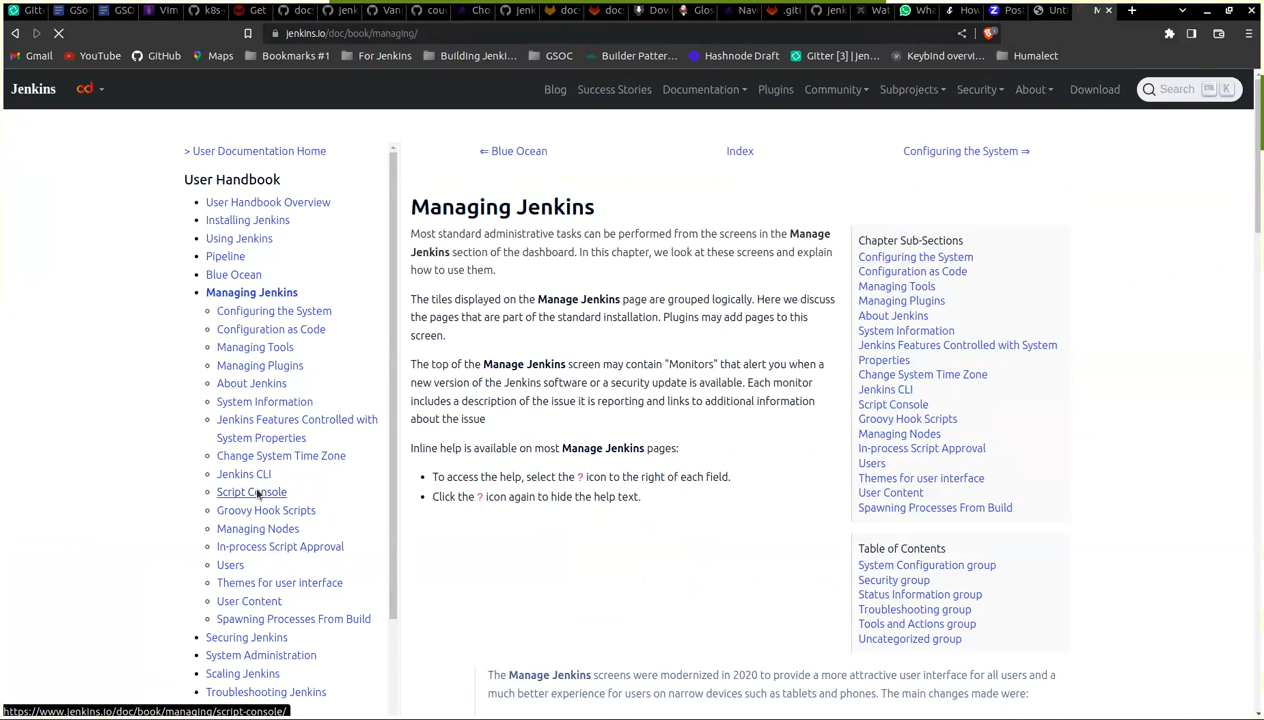 Gitt
GSO
GSO
VIm
k8s-
Get
doc:
Jenk
Van
cou
Cho
jenk
doc
doc
Dov
Glos
Nav
.giti
jenk
Wat
Wha
How
Post
Unt
M
jenkins.io/doc/book/managing/
Gmail
YouTube
GitHub
Maps
Bookmarks #1
For JenkIns
Building Jenki...
GSOC
Builder Patter...
Hashnode Draft
Gitter [3] | Jen...
Keybind overvi...
Humalect
Jenkins
cd
Blog
Success Stories
Documentation
Plugins
Community
Subprojects
Security
About
Download
Search
K
> User Documentation Home
⇐ Blue Ocean
Index
Configuring the System ⇒
User Handbook
User Handbook Overview
Installing Jenkins
Using Jenkins
Pipeline
Blue Ocean
Managing Jenkins
Configuring the System
Configuration as Code
Managing Tools
Managing Plugins
About Jenkins
System Information
Jenkins Features Controlled with
System Properties
Change System Time Zone
Jenkins CLI
Script Console
Groovy Hook Scripts
Managing Nodes
In-process Script Approval
Users
Themes for user interface
User Content
Spawning Processes From Build
Securing Jenkins
System Administration
Scaling Jenkins
Troubleshooting Jenkins
Managing Jenkins
Most standard administrative tasks can be performed from the screens in the Manage
Jenkins section of the dashboard. In this chapter, we look at these screens and explain
how to use them.
The tiles displayed on the Manage Jenkins page are grouped logically. Here we discuss
the pages that are part of the standard installation. Plugins may add pages to this
screen.
The top of the Manage Jenkins screen may contain "Monitors" that alert you when a
new version of the Jenkins software or a security update is available. Each monitor
includes a description of the issue it is reporting and links to additional information
about the issue
Inline help is available on most Manage Jenkins pages:
To access the help, select the ? icon to the right of each field.
Click the ? icon again to hide the help text.
Chapter Sub-Sections
Configuring the System
Configuration as Code
Managing Tools
Managing Plugins
About Jenkins
System Information
Jenkins Features Controlled with System
Properties
Change System Time Zone
Jenkins CLI
Script Console
Groovy Hook Scripts
Managing Nodes
In-process Script Approval
Users
Themes for user interface
User Content
Spawning Processes From Build
Table of Contents
System Configuration group
Security group
Status Information group
Troubleshooting group
Tools and Actions group
Uncategorized group
The Manage Jenkins screens were modernized in 2020 to provide a more attractive user interface for all users and a
much better experience for users on narrow devices such as tablets and phones. The main changes made were:
https://www.jenkins.io/doc/book/managing/script-console/